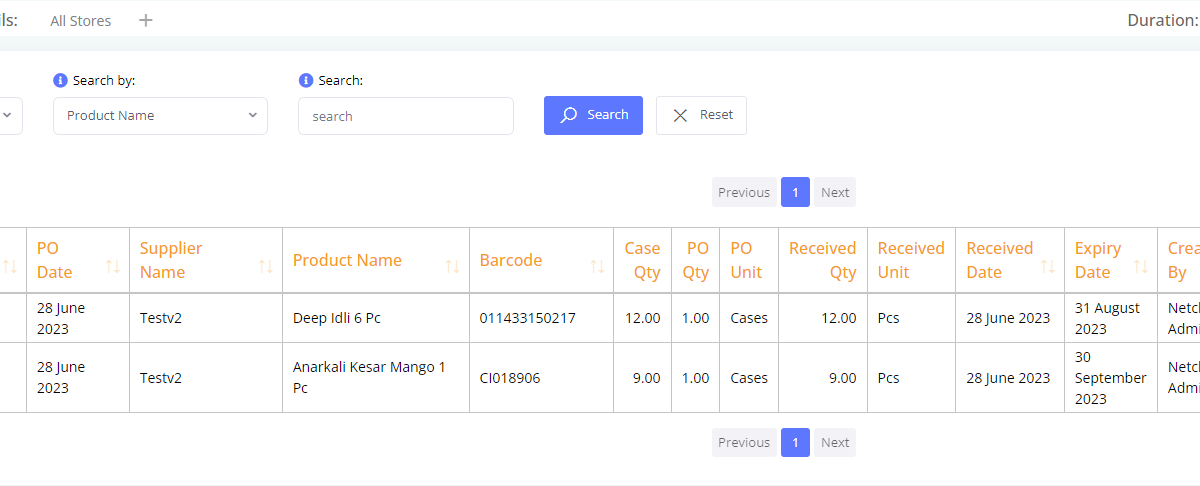 ils: All Stores + Duration:
Search by: Search:
Product Name search Search Reset
Previous 1 Next
PO Date Supplier Name Product Name Barcode Case Qty PO Qty PO Unit Received Qty Received Unit Received Date Expiry Date Crea By
28 June 2023 Testv2 Deep Idli 6 Pc 011433150217 12.00 1.00 Cases 12.00 Pcs 28 June 2023 31 August 2023 Netcl Admi
28 June 2023 Testv2 Anarkali Kesar Mango 1 Pc CI018906 9.00 1.00 Cases 9.00 Pcs 28 June 2023 30 September 2023 Netcl Admi
Previous 1 Next